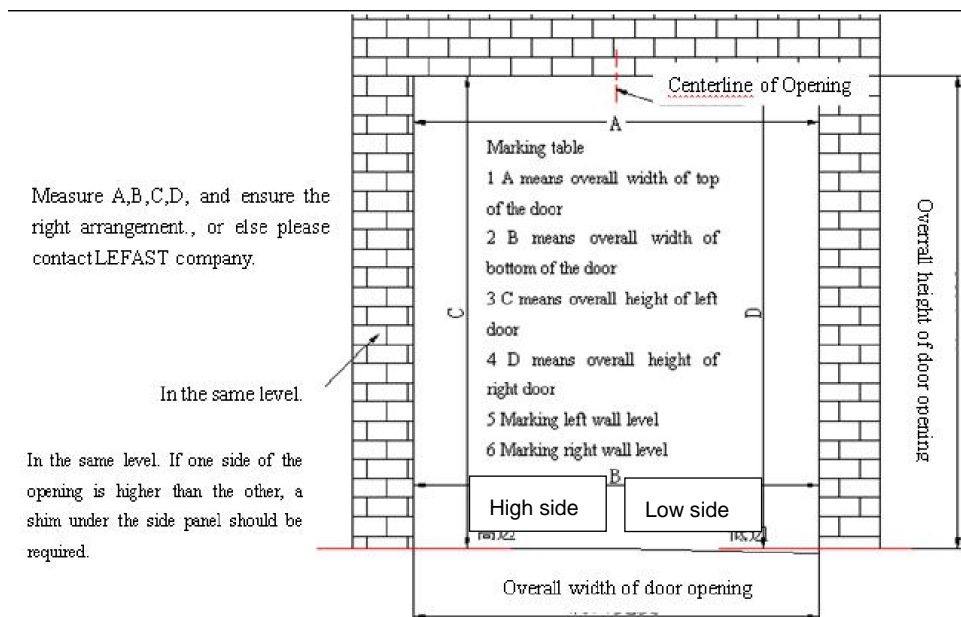 Centerline of Opening
A
Marking table
1 A means overall width of top
of the door
2 B means overall width of
bottom of the door
3 C means overall height of left
door
4 D means overall height of
right door
5 Marking left wall level
6 Marking right wall level
B
C
D
Measure A,B,C,D, and ensure the
right arrangement., or else please
contact LEFAST company.
In the same level.
In the same level. If one side of the
opening is higher than the other, a
shim under the side panel should be
required.
High side
Low side
Overall width of door opening
Overrall height of door opening